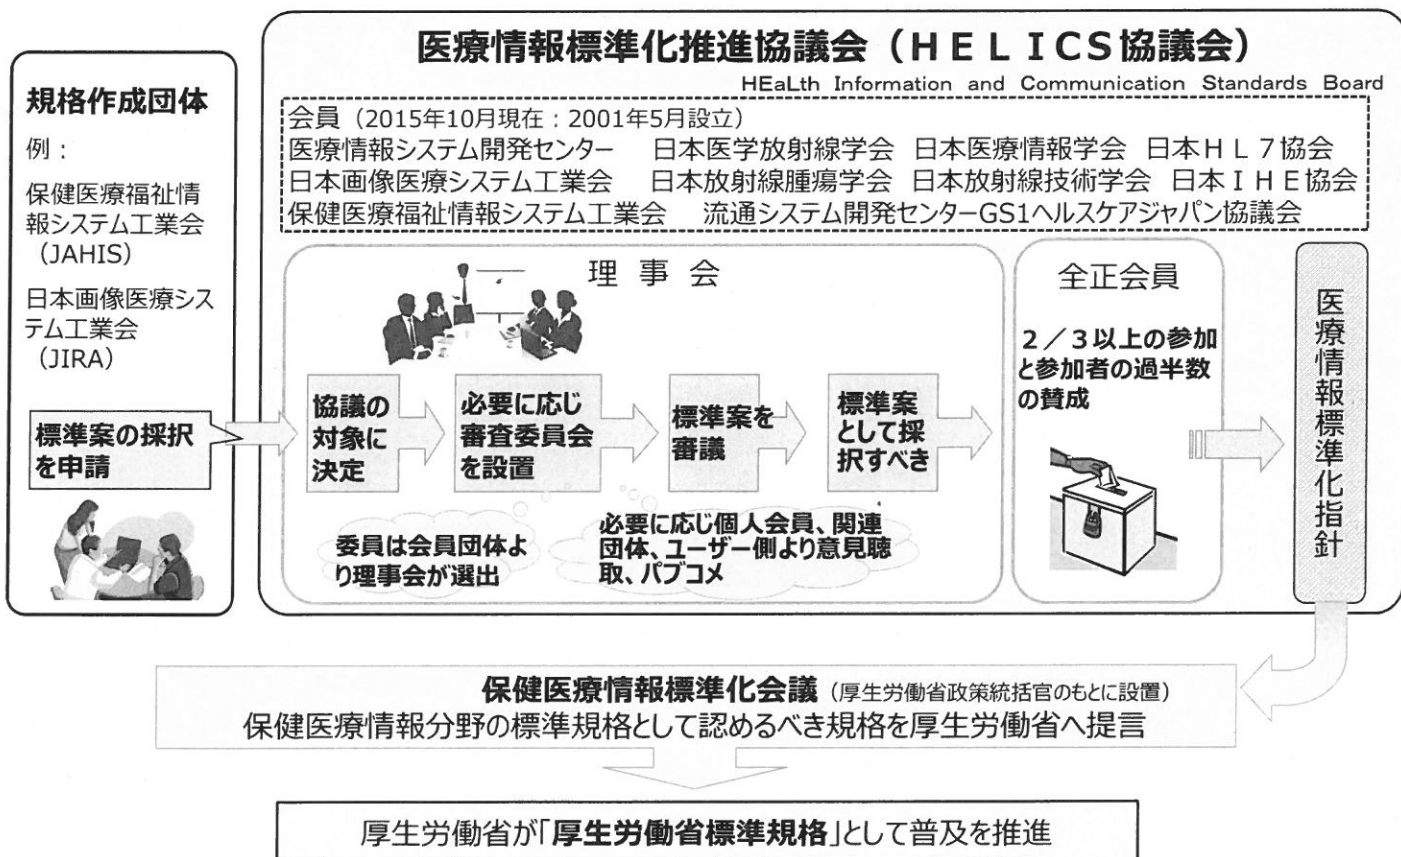 医療情報標準化推進協議会（ＨＥＬＩＣＳ協議会）
HEaLth Information and Communication Standards Board
規格作成団体
例：
保健医療福祉情
報システム工業会
（JAHIS）
日本画像医療シス
テム工業会
（JIRA）
標準案の採択
を申請
会員（2015年10月現在：2001年5月設立）
医療情報システム開発センター 日本医学放射線学会 日本医療情報学会 日本ＨＬ７協会
日本画像医療システム工業会 日本放射線腫瘍学会 日本放射線技術学会 日本ＩＨＥ協会
保健医療福祉情報システム工業会 流通システム開発センターGS1ヘルスケアジャパン協議会
理事会
協議の
対象に
決定
必要に応じ
審査委員会
を設置
標準案を
審議
標準案
として採
択すべき
委員は会員団体よ
り理事会が選出
必要に応じ個人会員、関連
団体、ユーザー側より意見聴
取、パブコメ
全正会員
２／３以上の参加
と参加者の過半数
の賛成
医療情報標準化指針
保健医療情報標準化会議（厚生労働省政策統括官のもとに設置）
保健医療情報分野の標準規格として認めるべき規格を厚生労働省へ提言
厚生労働省が「厚生労働省標準規格」として普及を推進